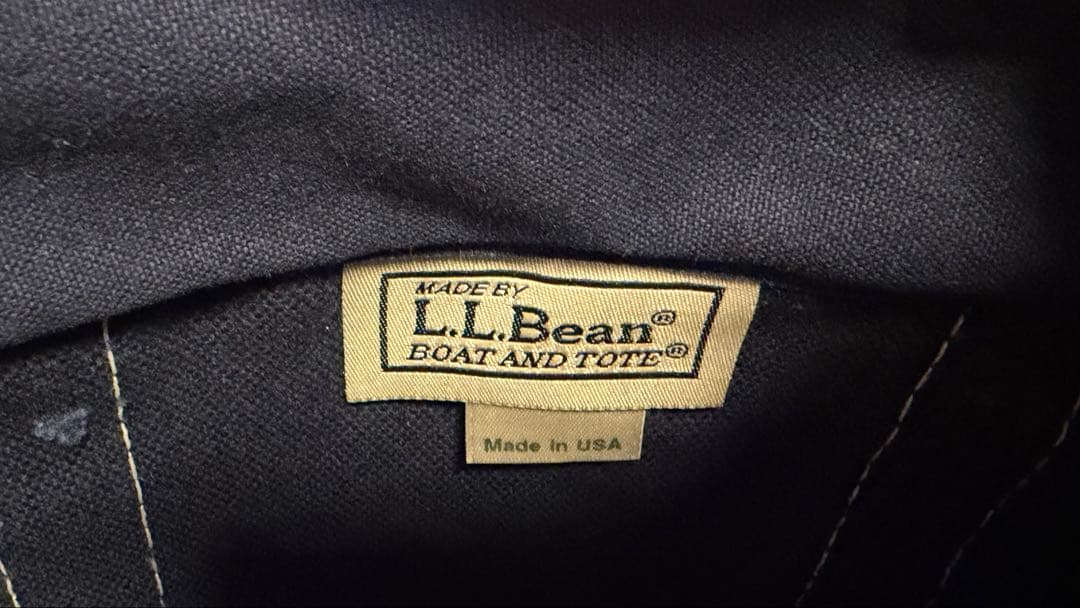 MADE BY
L.L.Bean®
BOAT AND TOTE®
Made in USA